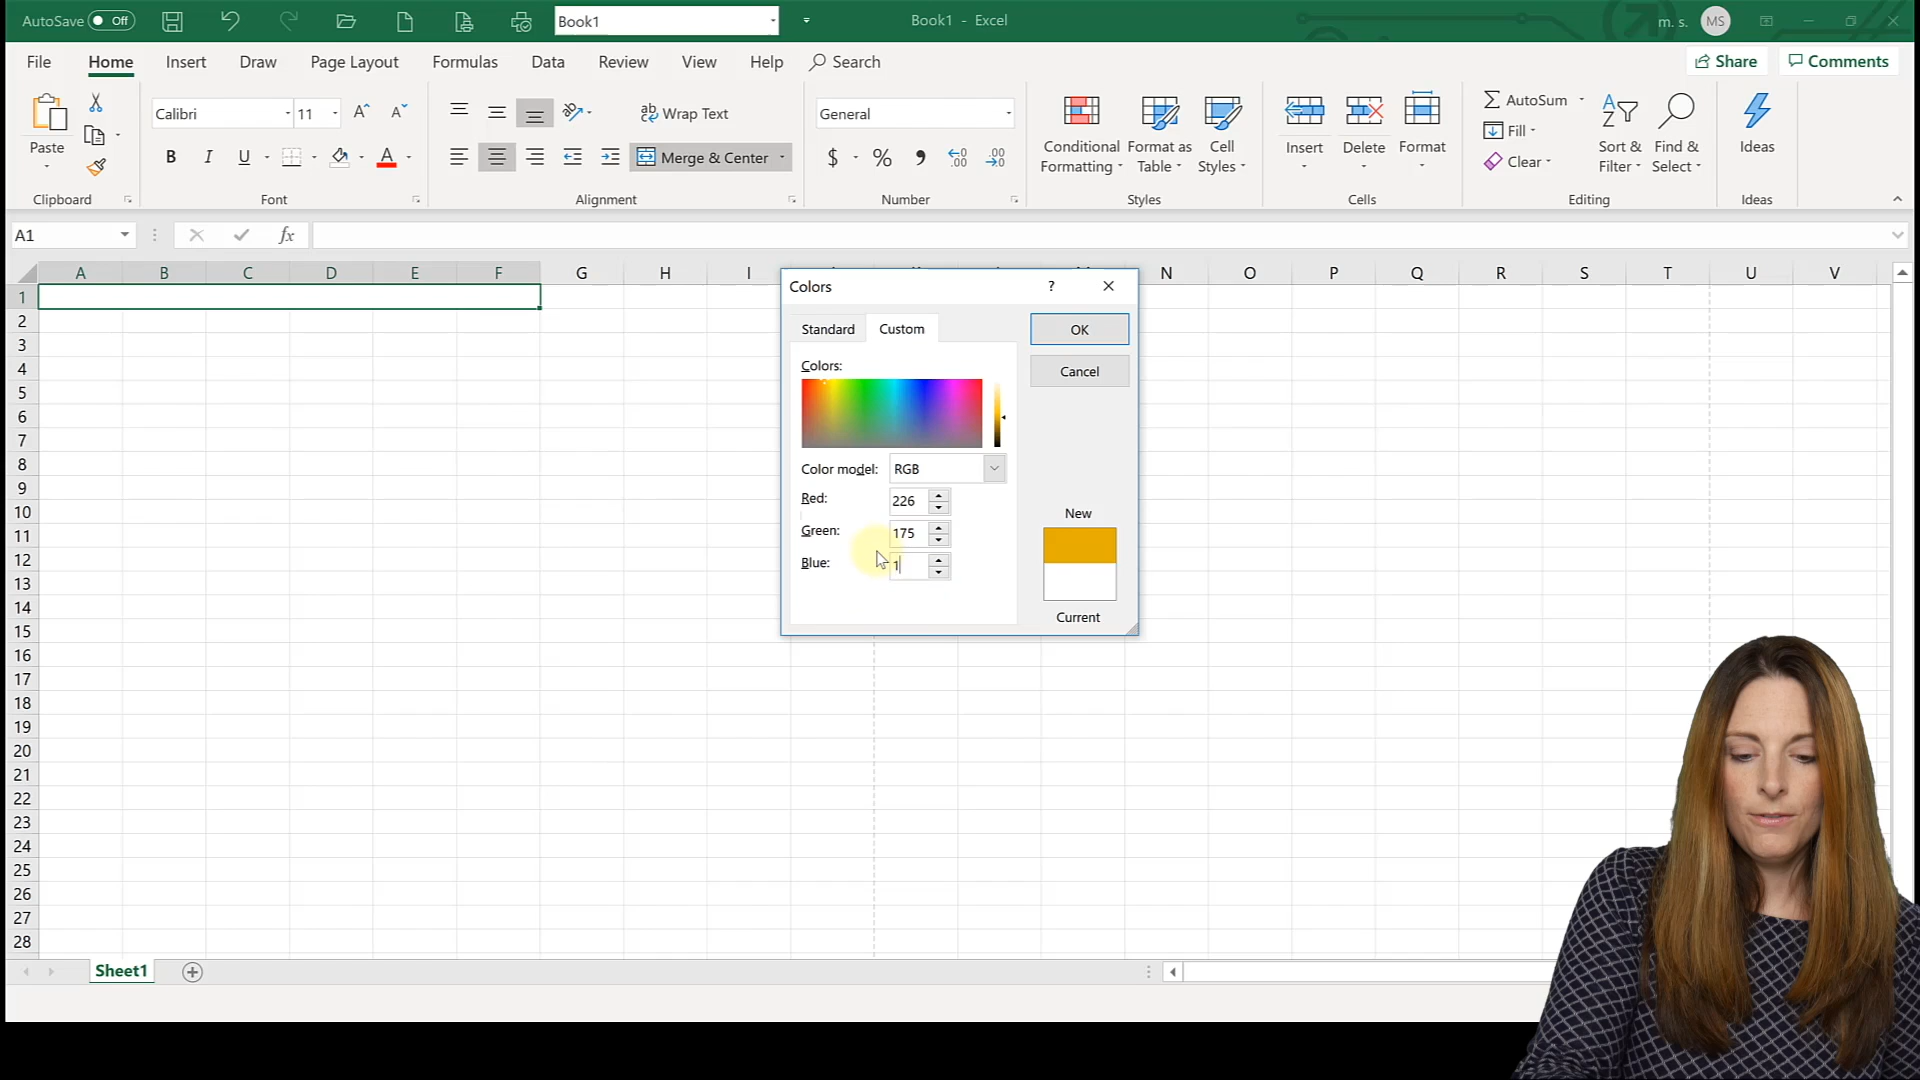 AutoSave Off Book1 Book1 - Excel m. s. MS
File Home Insert Draw Page Layout Formulas Data Review View Help Search Share Comments
Paste Calibri 11 A^ Aˇ ab Wrap Text General Conditional Formatting Format as Table Cell Styles Insert Delete Format AutoSum Fill Clear Sort & Filter Find & Select Ideas
B I U A Merge & Center $ % , .00
Clipboard Font Alignment Number Styles Cells Editing Ideas
A1 fx
A B C D E F G H I N O P Q R S T U V
1
2
3
4
5
6
7
8
9
10
11
12
13
14
15
16
17
18
19
20
21
22
23
24
25
26
27
28
Colors ?
Standard Custom OK
Cancel
Colors:
Color model: RGB
Red: 226
Green: 175
Blue: 1
New
Current
Sheet1